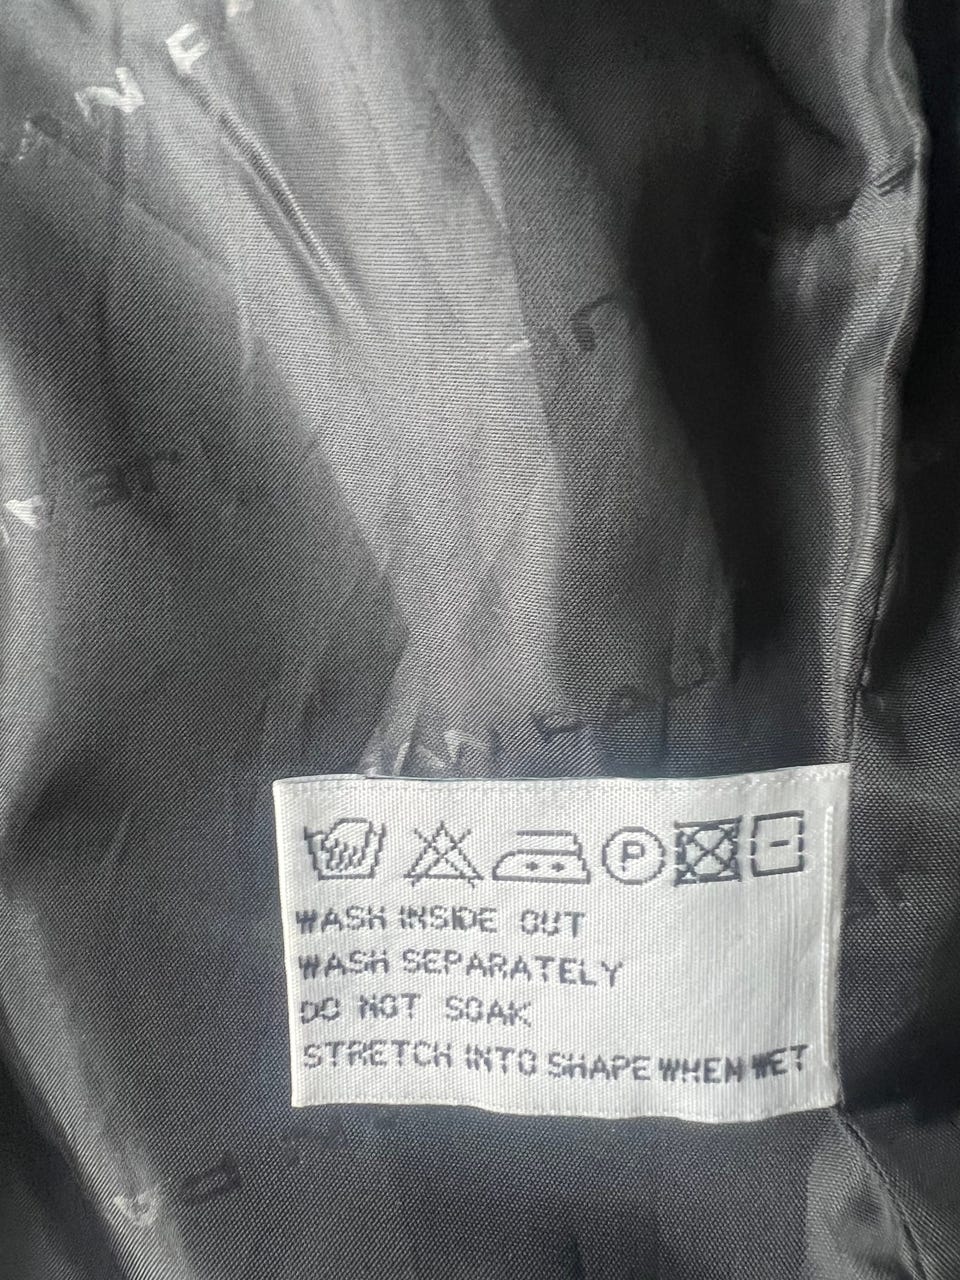 P
WASH INSIDE OUT
WASH SEPARATELY
DO NOT SOAK
STRETCH INTO SHAPE WHEN WET